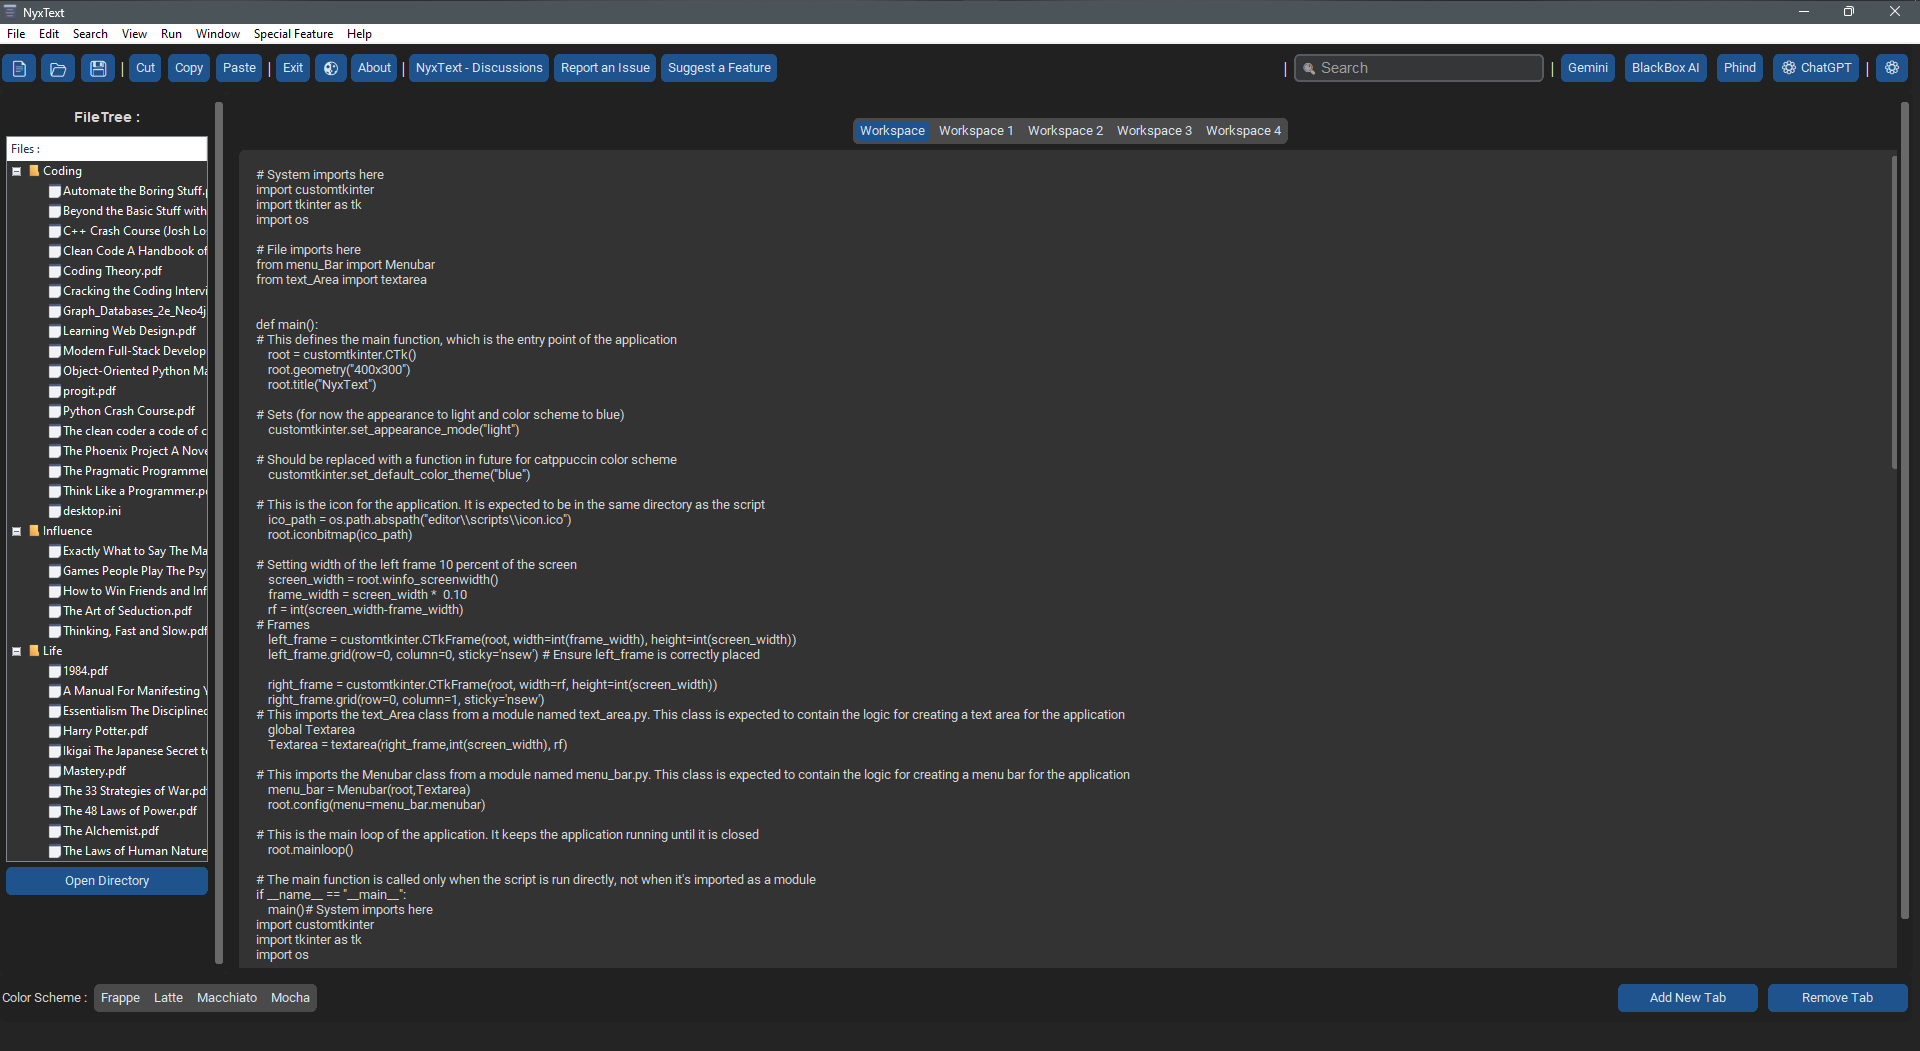 NyxText
File Edit Search View Run Window Special Feature Help
| Cut Copy Paste | Exit About | NyxText - Discussions Report an Issue Suggest a Feature | Search | Gemini BlackBox AI Phind ChatGPT |
FileTree :
Files :
Coding
Automate the Boring Stuff.
Beyond the Basic Stuff with
C++ Crash Course (Josh Lo
Clean Code A Handbook of
Coding Theory.pdf
Cracking the Coding Intervi
Graph_Databases_2e_Neo4j
Learning Web Design.pdf
Modern Full-Stack Develop
Object-Oriented Python Ma
progit.pdf
Python Crash Course.pdf
The clean coder a code of c
The Phoenix Project A Nove
The Pragmatic Programmer
Think Like a Programmer.p
desktop.ini
Influence
Exactly What to Say The Ma
Games People Play The Psy
How to Win Friends and Inf
The Art of Seduction.pdf
Thinking, Fast and Slow.pdf
Life
1984.pdf
A Manual For Manifesting Y
Essentialism The Disciplined
Harry Potter.pdf
Ikigai The Japanese Secret t
Mastery.pdf
The 33 Strategies of War.pd
The 48 Laws of Power.pdf
The Alchemist.pdf
The Laws of Human Nature
Open Directory
Workspace Workspace 1 Workspace 2 Workspace 3 Workspace 4
# System imports here
import customtkinter
import tkinter as tk
import os
# File imports here
from menu_Bar import Menubar
from text_Area import textarea
def main():
# This defines the main function, which is the entry point of the application
root = customtkinter.CTk()
root.geometry("400x300")
root.title("NyxText")
# Sets (for now the appearance to light and color scheme to blue)
customtkinter.set_appearance_mode("light")
# Should be replaced with a function in future for catppuccin color scheme
customtkinter.set_default_color_theme("blue")
# This is the icon for the application. It is expected to be in the same directory as the script
ico_path = os.path.abspath("editor\\scripts\\icon.ico")
root.iconbitmap(ico_path)
# Setting width of the left frame 10 percent of the screen
screen_width = root.winfo_screenwidth()
frame_width = screen_width * 0.10
rf = int(screen_width-frame_width)
# Frames
left_frame = customtkinter.CTkFrame(root, width=int(frame_width), height=int(screen_width))
left_frame.grid(row=0, column=0, sticky='nsew') # Ensure left_frame is correctly placed
right_frame = customtkinter.CTkFrame(root, width=rf, height=int(screen_width))
right_frame.grid(row=0, column=1, sticky='nsew')
# This imports the text_Area class from a module named text_area.py. This class is expected to contain the logic for creating a text area for the application
global Textarea
Textarea = textarea(right_frame,int(screen_width), rf)
# This imports the Menubar class from a module named menu_bar.py. This class is expected to contain the logic for creating a menu bar for the application
menu_bar = Menubar(root,Textarea)
root.config(menu=menu_bar.menubar)
# This is the main loop of the application. It keeps the application running until it is closed
root.mainloop()
# The main function is called only when the script is run directly, not when it's imported as a module
if __name__ == "__main__":
main()# System imports here
import customtkinter
import tkinter as tk
import os
Color Scheme : Frappe Latte Macchiato Mocha
Add New Tab Remove Tab